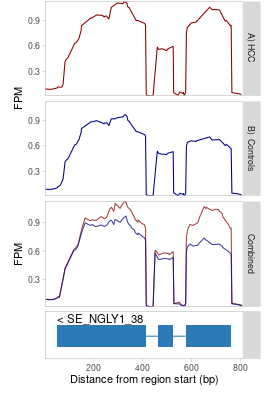 0.9
0.6
0.3
A) HCC
0.9
0.6
0.3
B) Controls
FPM
FPM
0.9
0.6
0.3
Combined
< SE_NGLY1_38
200 400 600 800
Distance from region start (bp)